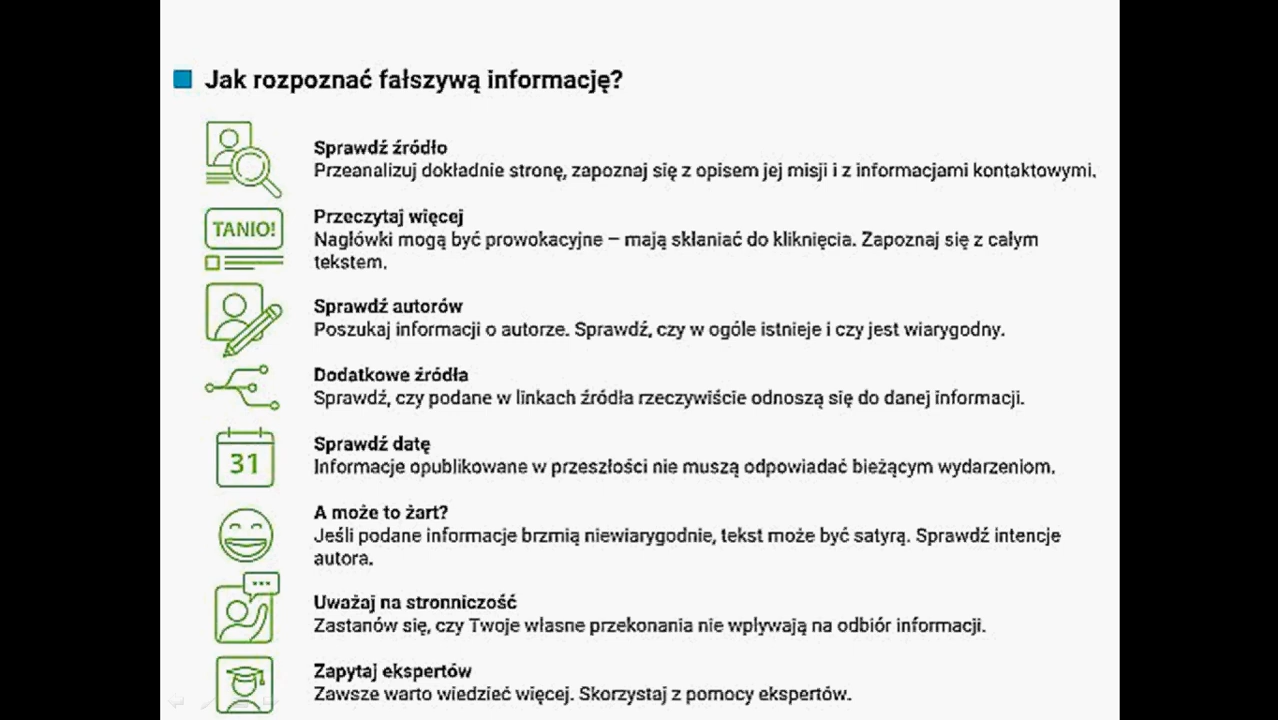 Jak rozpoznać fałszywą informację?
Sprawdź źródło
Przeanalizuj dokładnie stronę, zapoznaj się z opisem jej misji i z informacjami kontaktowymi.
TANIO!
Przeczytaj więcej
Nagłówki mogą być prowokacyjne – mają skłaniać do kliknięcia. Zapoznaj się z całym
tekstem.
Sprawdź autorów
Poszukaj informacji o autorze. Sprawdź, czy w ogóle istnieje i czy jest wiarygodny.
Dodatkowe źródła
Sprawdź, czy podane w linkach źródła rzeczywiście odnoszą się do danej informacji.
31
Sprawdź datę
Informacje opublikowane w przeszłości nie muszą odpowiadać bieżącym wydarzeniom.
A może to żart?
Jeśli podane informacje brzmią niewiarygodnie, tekst może być satyrą. Sprawdź intencje
autora.
Uważaj na stronniczość
Zastanów się, czy Twoje własne przekonania nie wpływają na odbiór informacji.
Zapytaj ekspertów
Zawsze warto wiedzieć więcej. Skorzystaj z pomocy ekspertów.